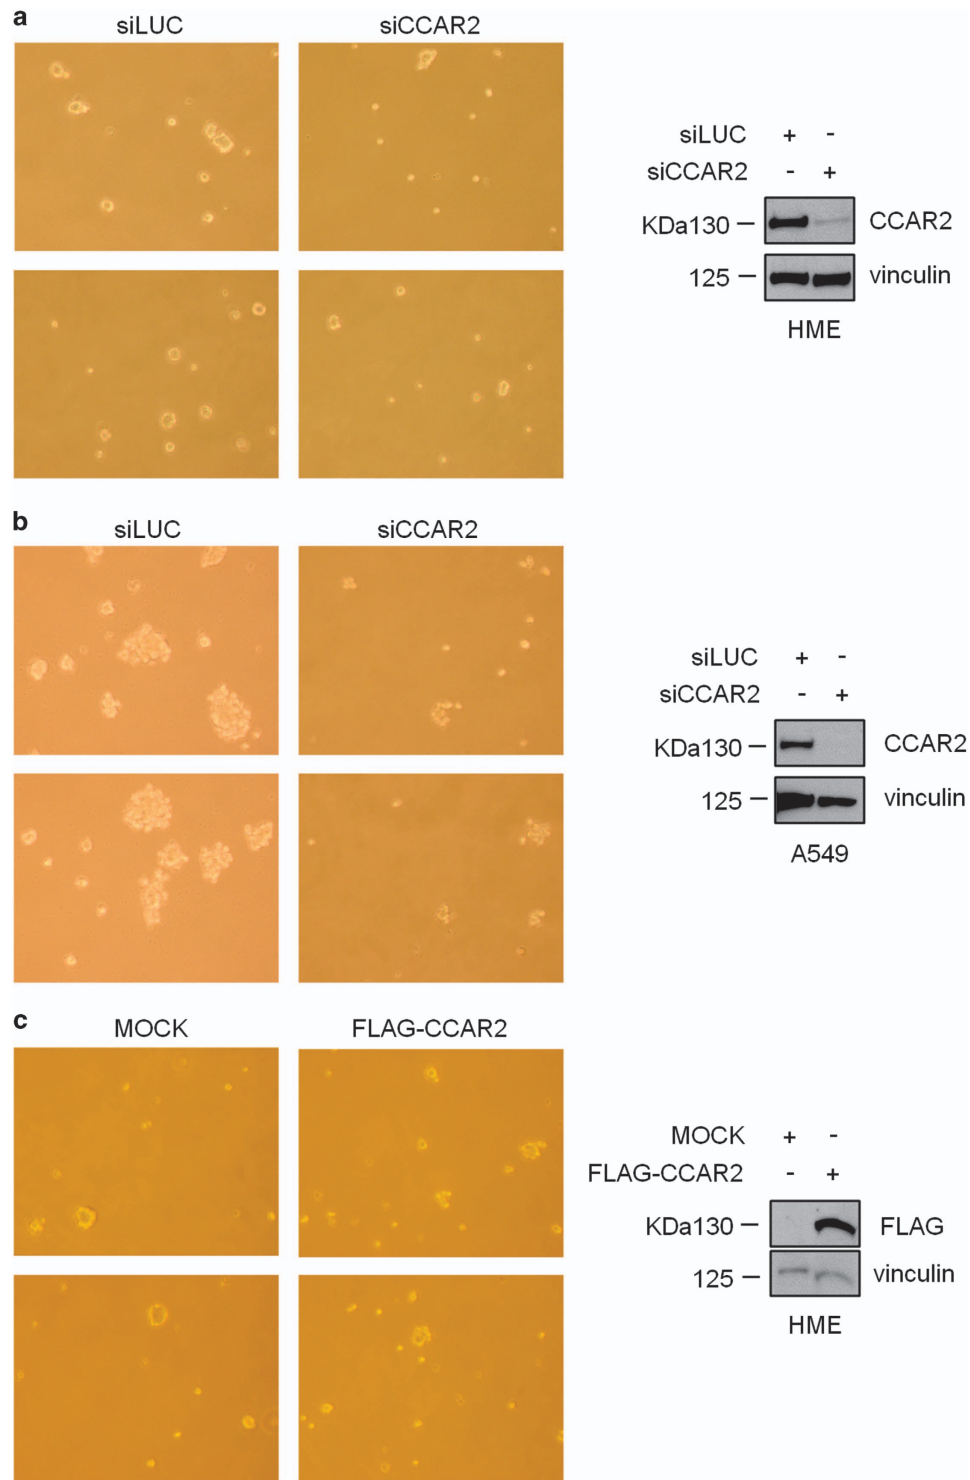 a
siLUC siCCAR2
siLUC + -
siCCAR2 - +
KDa130 CCAR2
125 vinculin
HME
b
siLUC siCCAR2
siLUC + -
siCCAR2 - +
KDa130 CCAR2
125 vinculin
A549
c
MOCK FLAG-CCAR2
MOCK + -
FLAG-CCAR2 - +
KDa130 FLAG
125 vinculin
HME